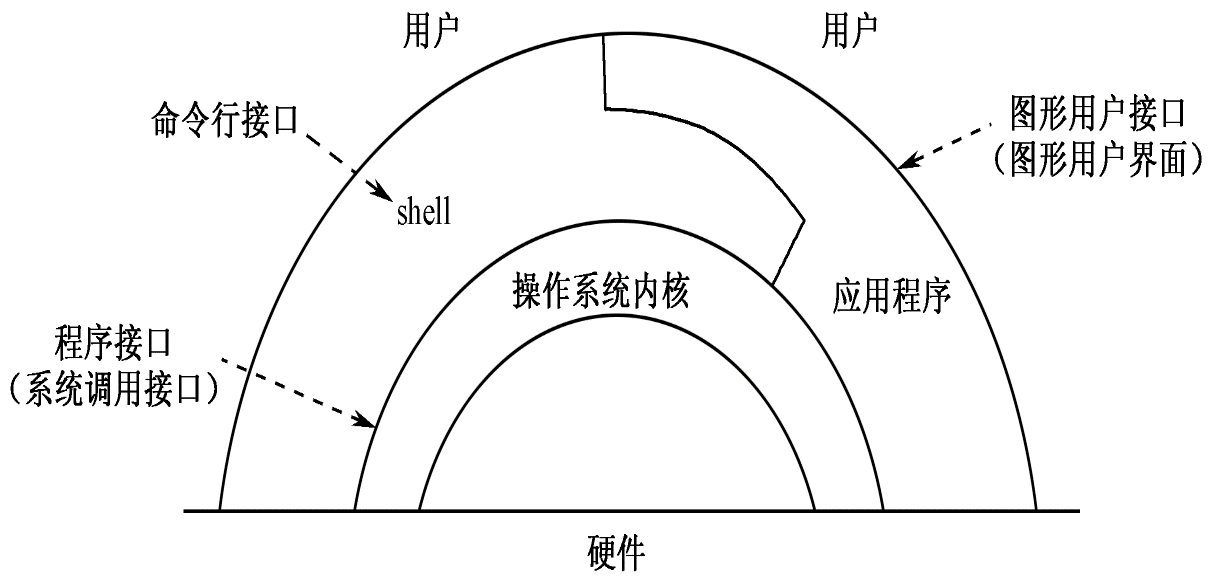 用户
用户
命令行接口
图形用户接口
（图形用户界面）
shell
操作系统内核
应用程序
程序接口
（系统调用接口）
硬件